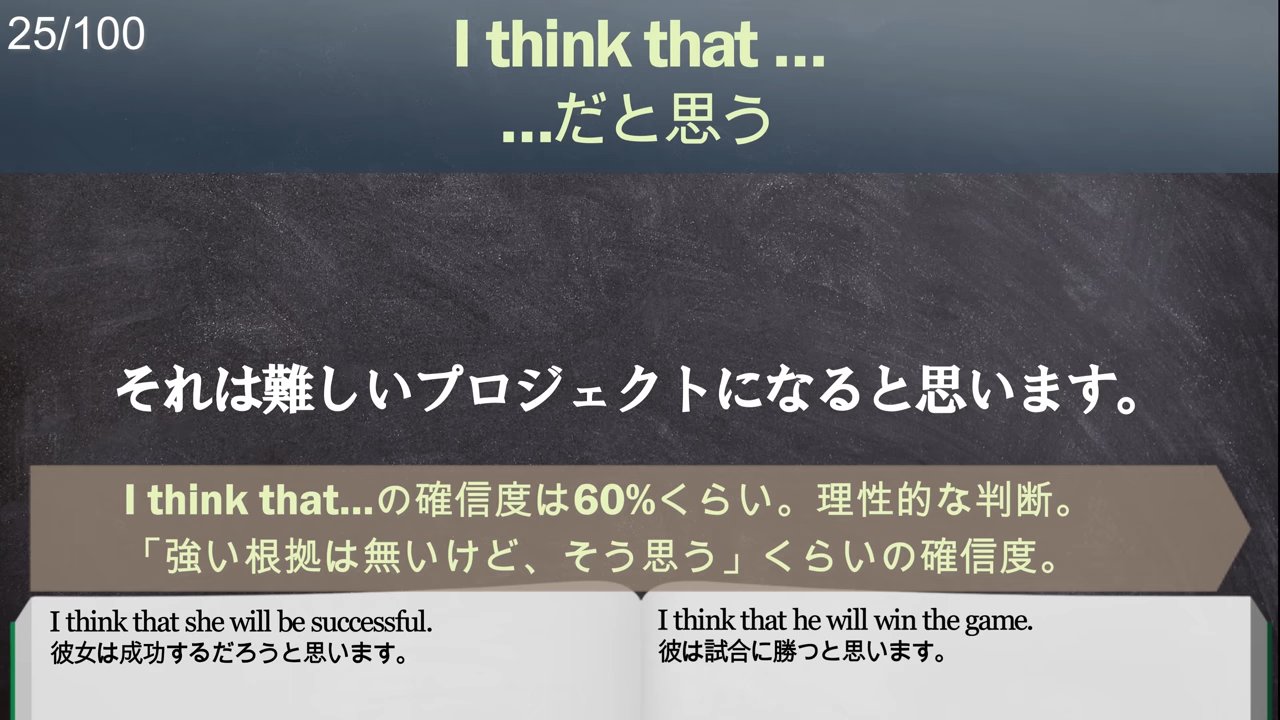 25/100
I think that ...
...だと思う
それは難しいプロジェクトになると思います。
I think that...の確信度は60%くらい。理性的な判断。
「強い根拠は無いけど、そう思う」くらいの確信度。
I think that she will be successful.
彼女は成功するだろうと思います。
I think that he will win the game.
彼は試合に勝つと思います。